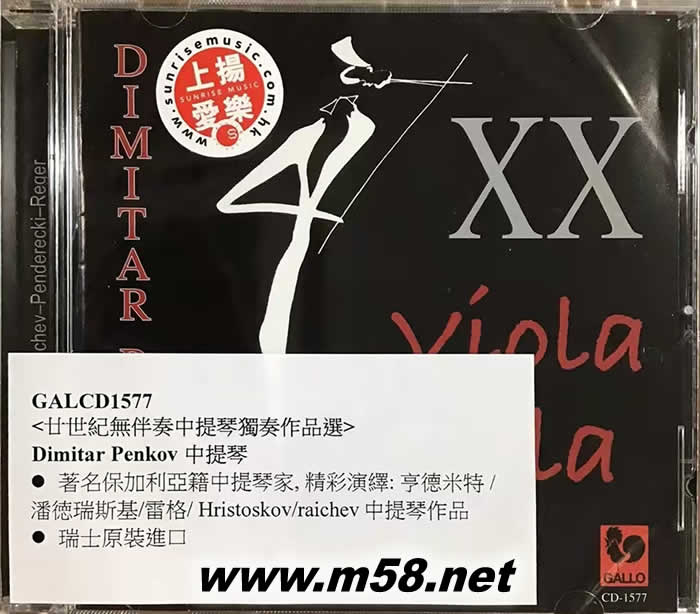 DIMITAR
www.sunrisemusic.com.hk
上揚
SUNRISE MUSIC
愛樂
S
XX
Viola
chev-Penderecki-Reger
GALCD1577
<廿世紀無伴奏中提琴獨奏作品選>
Dimitar Penkov 中提琴
● 著名保加利亞籍中提琴家, 精彩演繹: 亨德米特 /
潘德瑞斯基/雷格/ Hristoskov/raichev 中提琴作品
● 瑞士原裝進口
GALLO
CD-1577
www.m58.net